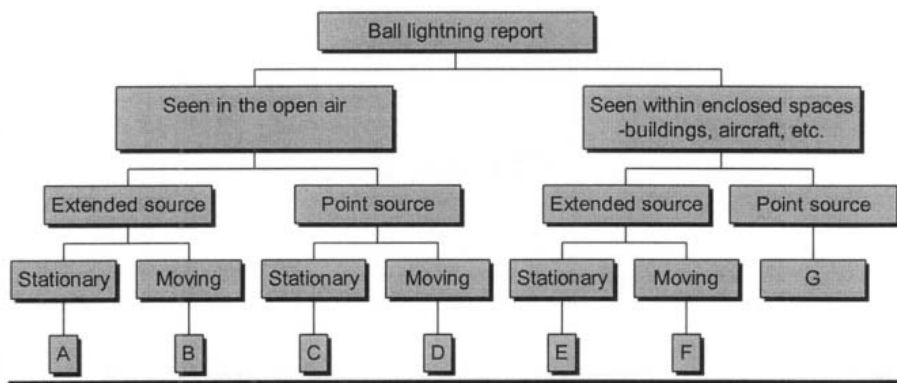 Ball lightning report
Seen in the open air
Seen within enclosed spaces
-buildings, aircraft, etc.
Extended source
Point source
Extended source
Point source
Stationary
Moving
Stationary
Moving
Stationary
Moving
G
A
B
C
D
E
F